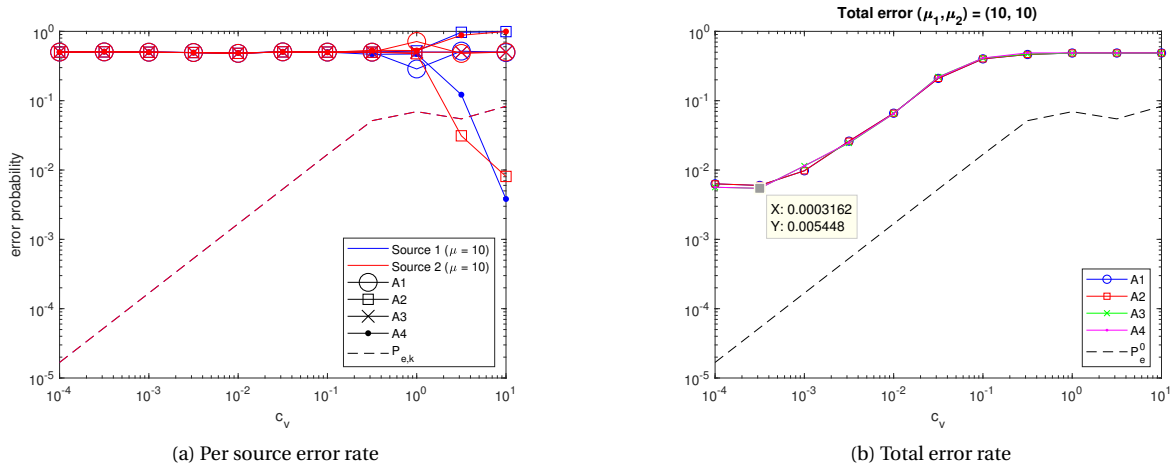 10^0
10^-1
10^-2
10^-3
10^-4
10^-5
error probability
10^-4
10^-3
10^-2
10^-1
10^0
10^1
c_v
Source 1 (μ = 10)
Source 2 (μ = 10)
A1
A2
A3
A4
P_e,k
(a) Per source error rate
Total error (μ_1,μ_2) = (10, 10)
10^0
10^-1
10^-2
10^-3
10^-4
10^-5
X: 0.0003162
Y: 0.005448
A1
A2
A3
A4
P_e^0
10^-4
10^-3
10^-2
10^-1
10^0
10^1
c_v
(b) Total error rate